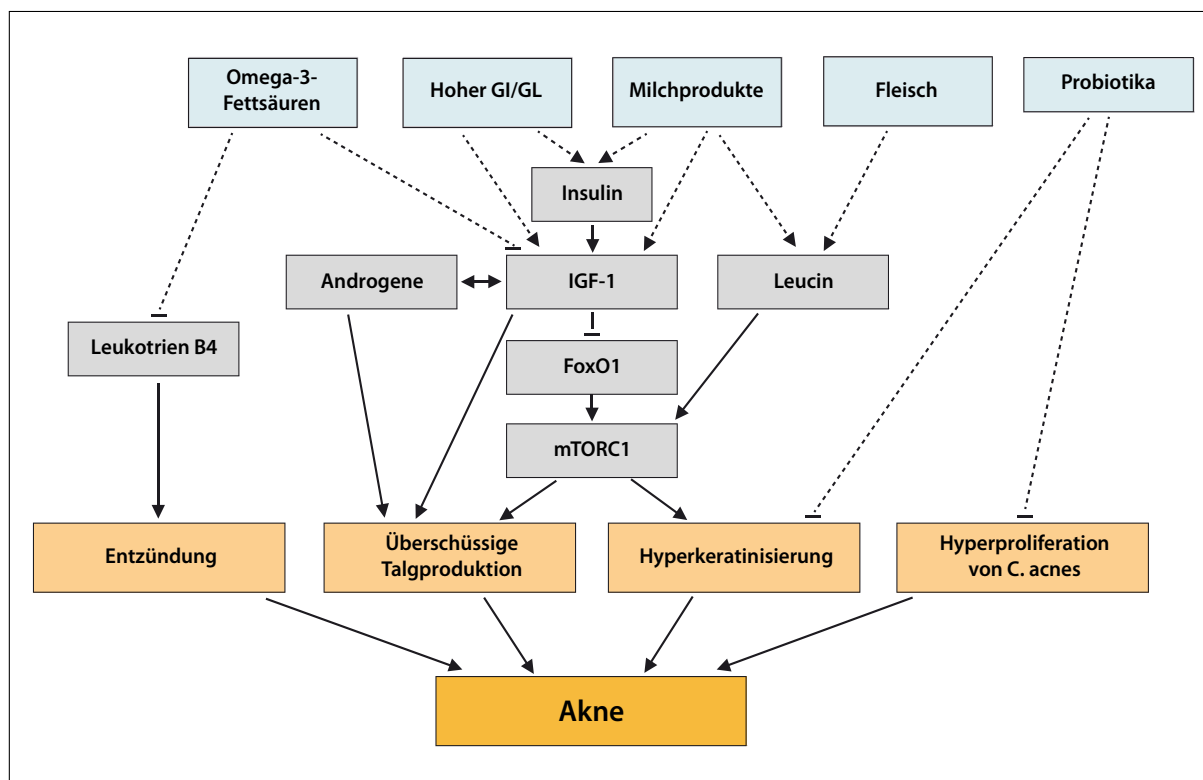 Omega-3-
Fettsäuren
Hoher GI/GL
Milchprodukte
Fleisch
Probiotika
Insulin
Androgene
IGF-1
Leucin
Leukotrien B4
FoxO1
mTORC1
Entzündung
Überschüssige
Talgproduktion
Hyperkeratinisierung
Hyperproliferation
von C. acnes
Akne